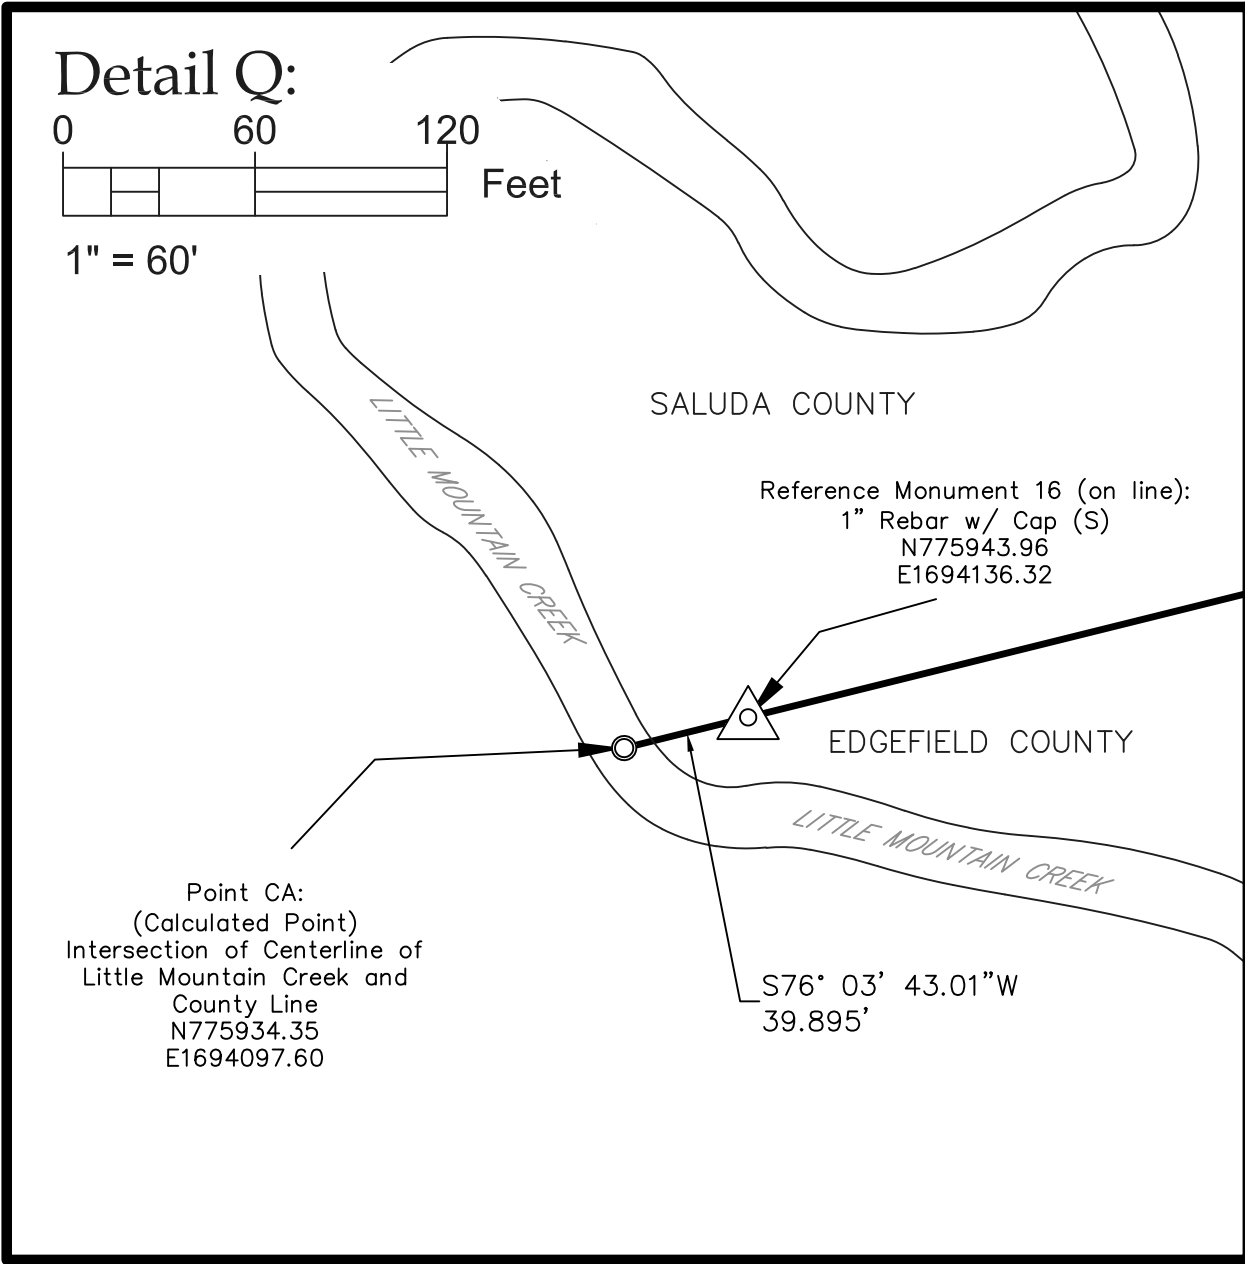 Detail Q:
0 60 120
Feet
1" = 60'
SALUDA COUNTY
LITTLE MOUNTAIN CREEK
Reference Monument 16 (on line):
1” Rebar w/ Cap (S)
N775943.96
E1694136.32
EDGEFIELD COUNTY
LITTLE MOUNTAIN CREEK
Point CA:
(Calculated Point)
Intersection of Centerline of
Little Mountain Creek and
County Line
N775934.35
E1694097.60
S76° 03’ 43.01”W
39.895’